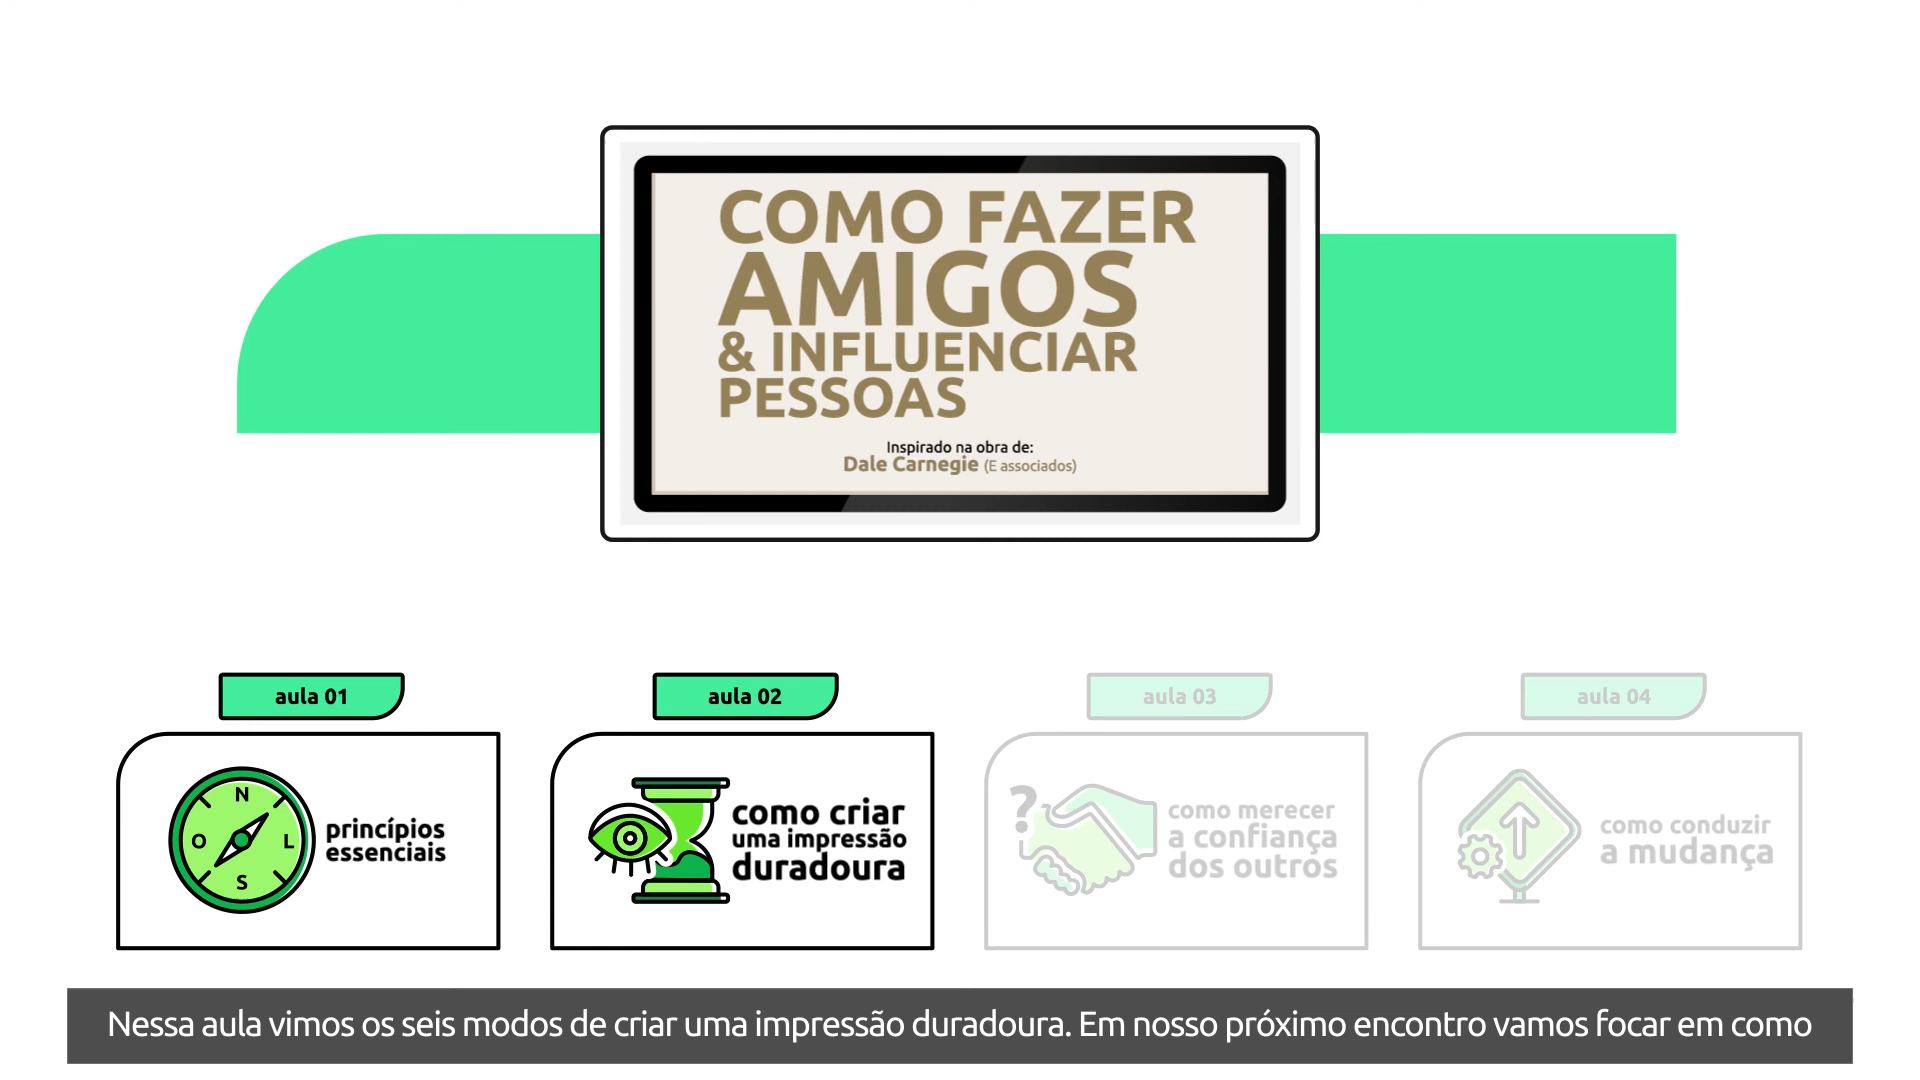 COMO FAZER
AMIGOS
& INFLUENCIAR
PESSOAS
Inspirado na obra de:
Dale Carnegie (E associados)
aula 01
N
O
L
S
princípios
essenciais
aula 02
como criar
uma impressão
duradoura
aula 03
?
como merecer
a confiança
dos outros
aula 04
como conduzir
a mudança
Nessa aula vimos os seis modos de criar uma impressão duradoura. Em nosso próximo encontro vamos focar em como